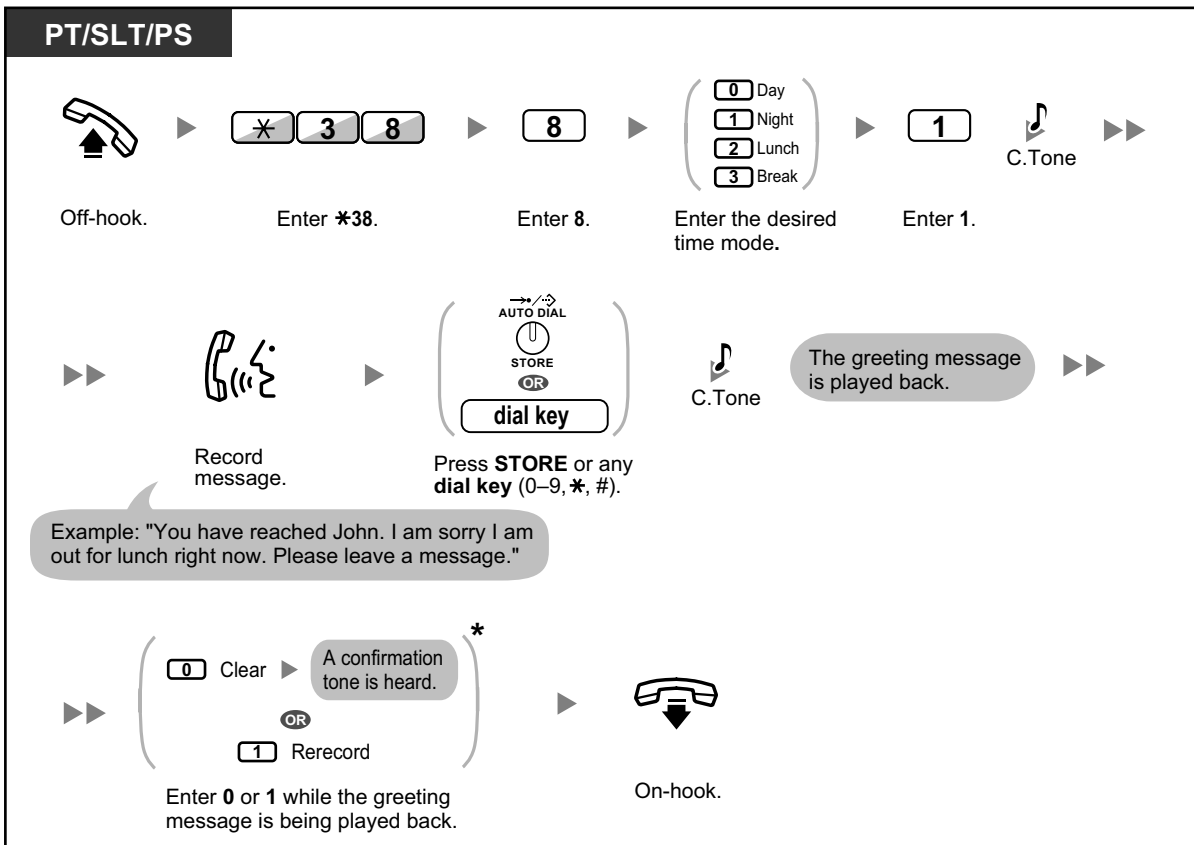 PT/SLT/PS
✳ 3 8
8
0 Day
1 Night
2 Lunch
3 Break
1
C.Tone
Off-hook.
Enter ✳38.
Enter 8.
Enter the desired
time mode.
Enter 1.
AUTO DIAL
STORE
OR
dial key
C.Tone
The greeting message
is played back.
Record
message.
Press STORE or any
dial key (0–9, ✳, #).
Example: "You have reached John. I am sorry I am
out for lunch right now. Please leave a message."
*
0 Clear
A confirmation
tone is heard.
OR
1 Rerecord
Enter 0 or 1 while the greeting
message is being played back.
On-hook.